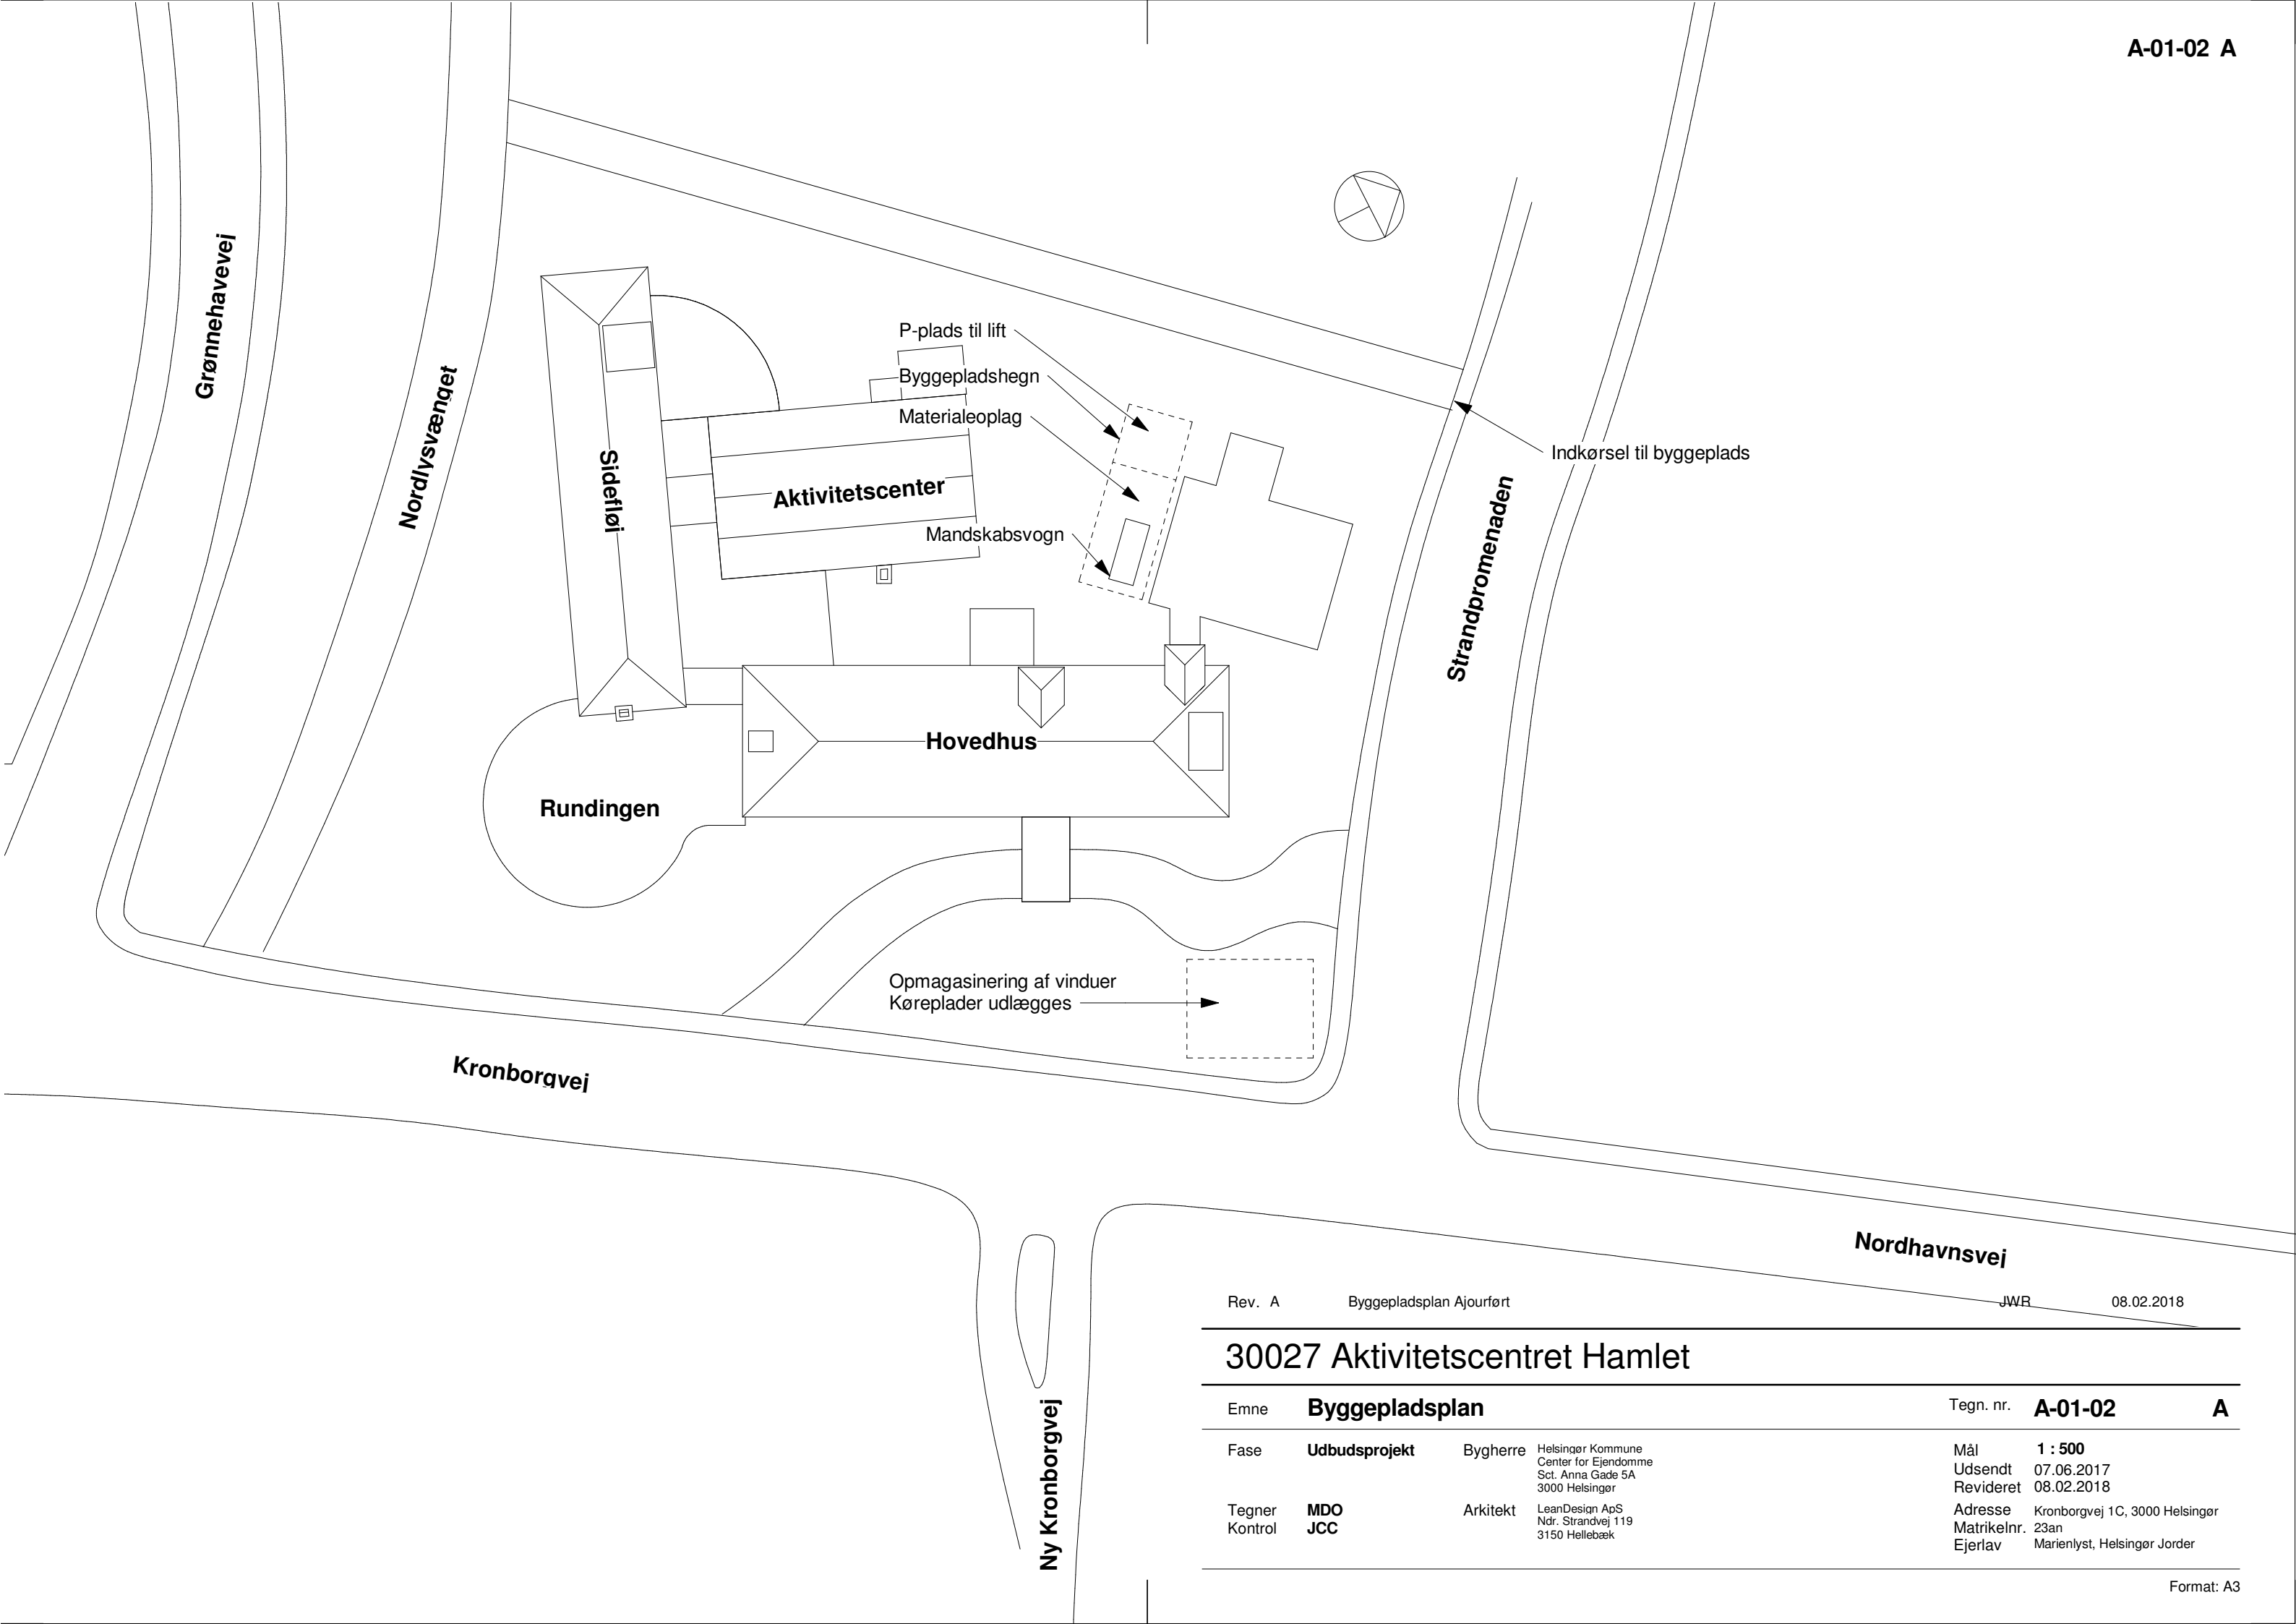 A-01-02 A
Grønnehavevej
Nordlysvænget
Sidefløj
P-plads til lift
Byggepladshegn
Materialeoplag
Aktivitetscenter
Mandskabsvogn
Indkørsel til byggeplads
Strandpromenaden
Hovedhus
Rundingen
Opmagasinering af vinduer
Køreplader udlægges
Kronborgvej
Nordhavnsvej
Ny Kronborgvej
Rev. A Byggepladsplan Ajourført JWR 08.02.2018
30027 Aktivitetscentret Hamlet
Emne Byggepladsplan Tegn. nr. A-01-02 A
Fase Udbudsprojekt
Bygherre Helsingør Kommune
Center for Ejendomme
Sct. Anna Gade 5A
3000 Helsingør
Mål 1 : 500
Udsendt 07.06.2017
Revideret 08.02.2018
Tegner MDO
Kontrol JCC
Arkitekt LeanDesign ApS
Ndr. Strandvej 119
3150 Hellebæk
Adresse Kronborgvej 1C, 3000 Helsingør
Matrikelnr. 23an
Ejerlav Marienlyst, Helsingør Jorder
Format: A3